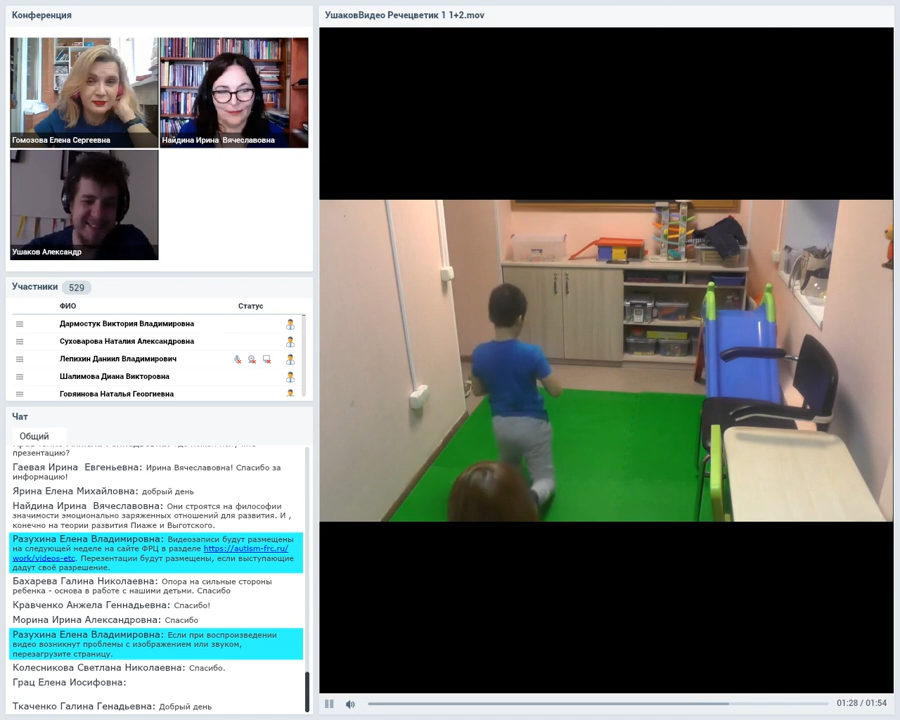 Конференция
Гомозова Елена Сергеевна
Найдина Ирина Вячеславовна
Ушаков Александр
Участники 529
ФИО Статус
Дармостук Виктория Владимировна
Суховарова Наталия Александровна
Лепихин Даниил Владимирович
Шалимова Диана Викторовна
Горяинова Наталья Георгиевна
Чат
Общий
презентацию?
Гаевая Ирина Евгеньевна: Ирина Вячеславовна! Спасибо за
информацию!
Ярина Елена Михайловна: добрый день
Найдина Ирина Вячеславовна: Они строятся на философии
значимости эмоционально заряженных отношений для развития. И ,
конечно на теории развития Пиаже и Выготского.
Разухина Елена Владимировна: Видеозаписи будут размещены
на следующей неделе на сайте ФРЦ в разделе https://autism-frc.ru/
work/videos-etc. Перезентации будут размещены, если выступающие
дадут своё разрешение.
Бахарева Галина Николаевна: Опора на сильные стороны
ребенка - основа в работе с нашими детьми. Спасибо
Кравченко Анжела Геннадьевна: Спасибо!
Морина Ирина Александровна: Спасибо
Разухина Елена Владимировна: Если при воспроизведении
видео возникнут проблемы с изображением или звуком,
перезагрузите страницу.
Колесникова Светлана Николаевна: Спасибо.
Грац Елена Иосифовна:
Ткаченко Галина Генадьевна: Добрый день
УшаковВидео Речецветик 1 1+2.mov
01:28 / 01:54